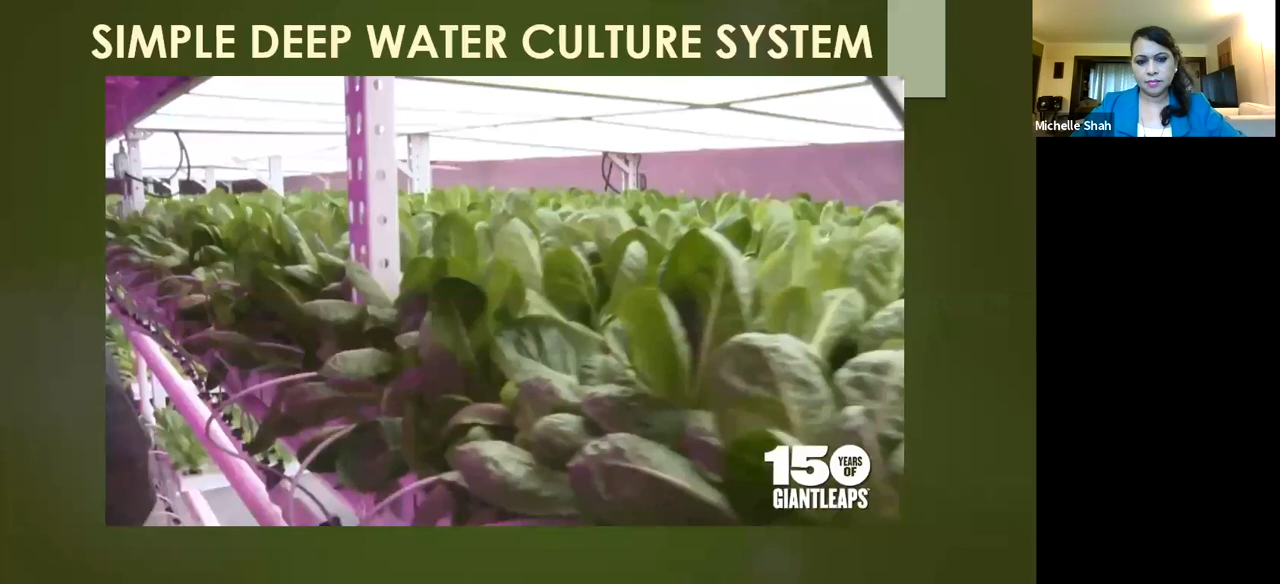 SIMPLE DEEP WATER CULTURE SYSTEM
Michelle Shah
150 YEARS OF
GIANTLEAPS